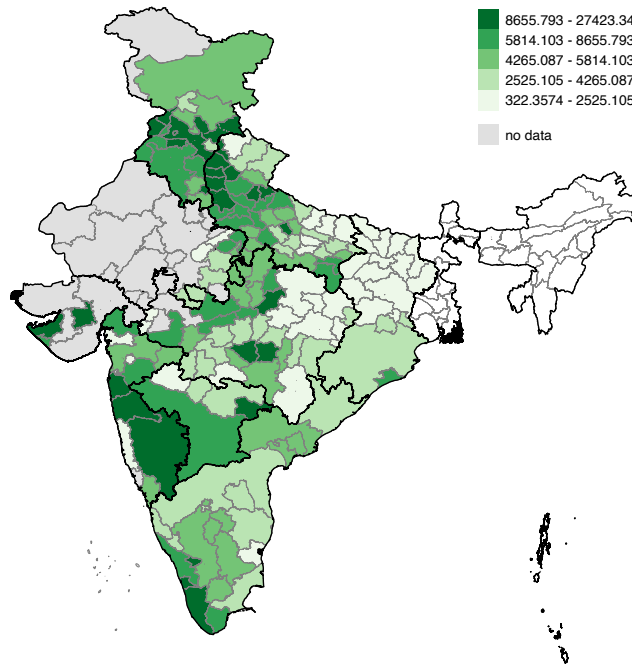 8655.793 - 27423.34
5814.103 - 8655.793
4265.087 - 5814.103
2525.105 - 4265.087
322.3574 - 2525.105
no data